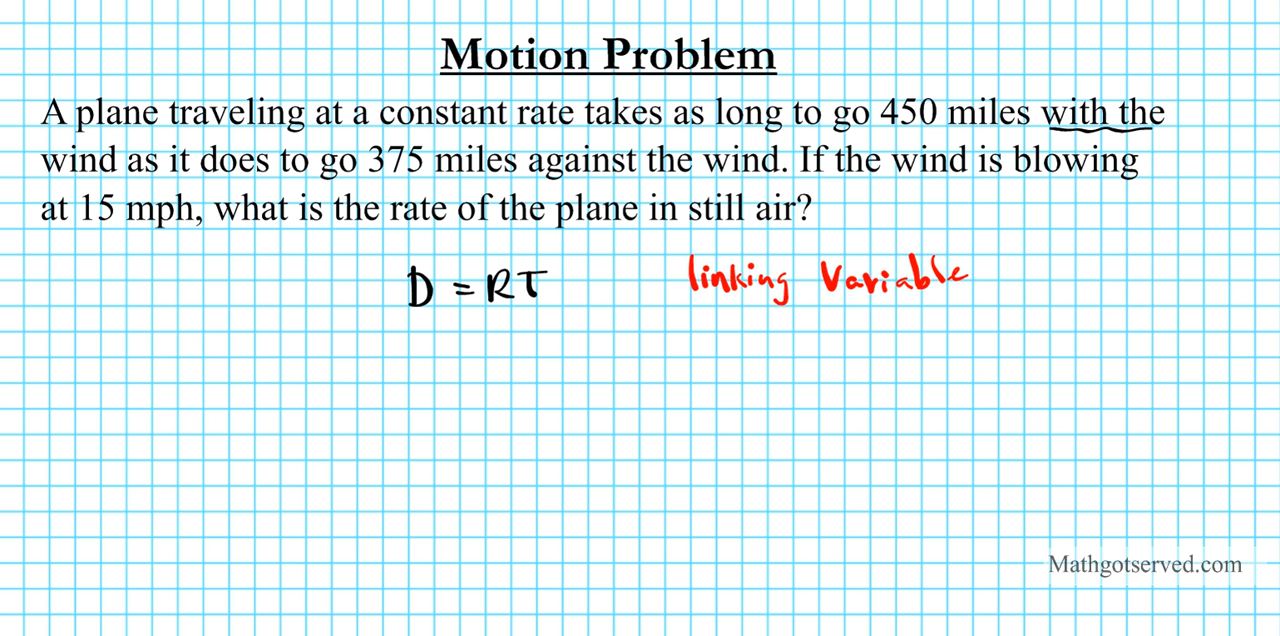 Motion Problem
A plane traveling at a constant rate takes as long to go 450 miles with the
wind as it does to go 375 miles against the wind. If the wind is blowing
at 15 mph, what is the rate of the plane in still air?
D = RT linking Variable
Mathgotserved.com